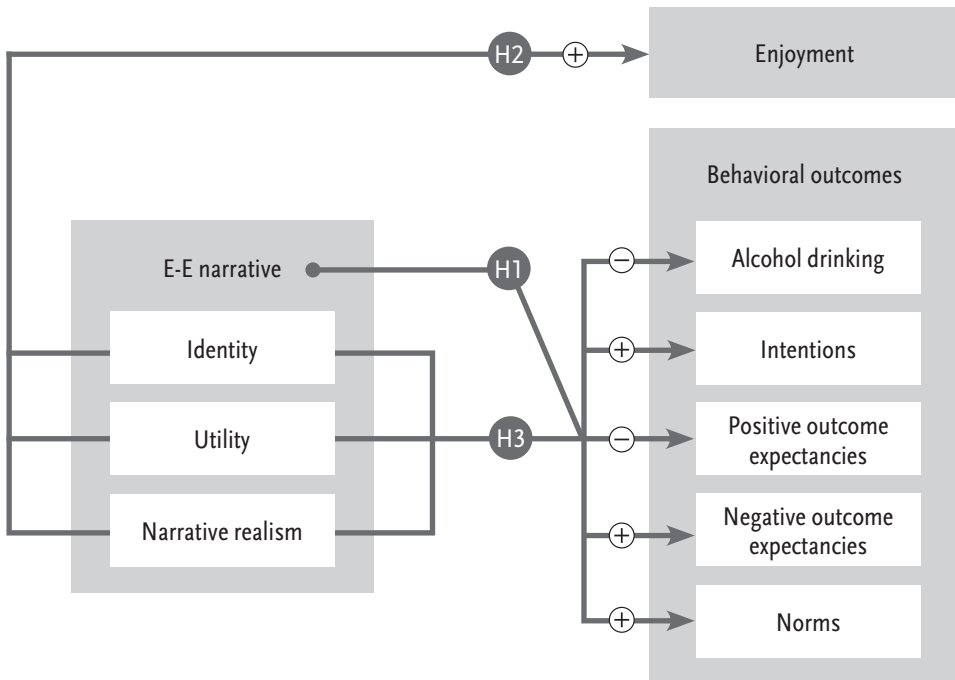 H2
+
Enjoyment
Behavioral outcomes
E-E narrative
H1
−
Alcohol drinking
Identity
+
Intentions
Utility
H3
−
Positive outcome
expectancies
Narrative realism
+
Negative outcome
expectancies
+
Norms